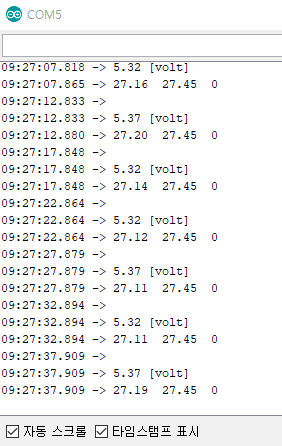 COM5
09:27:07.818 -> 5.32 [volt]
09:27:07.865 -> 27.16  27.45  0
09:27:12.833 ->
09:27:12.833 -> 5.37 [volt]
09:27:12.880 -> 27.20  27.45  0
09:27:17.848 ->
09:27:17.848 -> 5.32 [volt]
09:27:17.848 -> 27.14  27.45  0
09:27:22.864 ->
09:27:22.864 -> 5.32 [volt]
09:27:22.864 -> 27.12  27.45  0
09:27:27.879 ->
09:27:27.879 -> 5.37 [volt]
09:27:27.879 -> 27.11  27.45  0
09:27:32.894 ->
09:27:32.894 -> 5.32 [volt]
09:27:32.894 -> 27.11  27.45  0
09:27:37.909 ->
09:27:37.909 -> 5.37 [volt]
09:27:37.909 -> 27.19  27.45  0
자동 스크롤 타임스탬프 표시